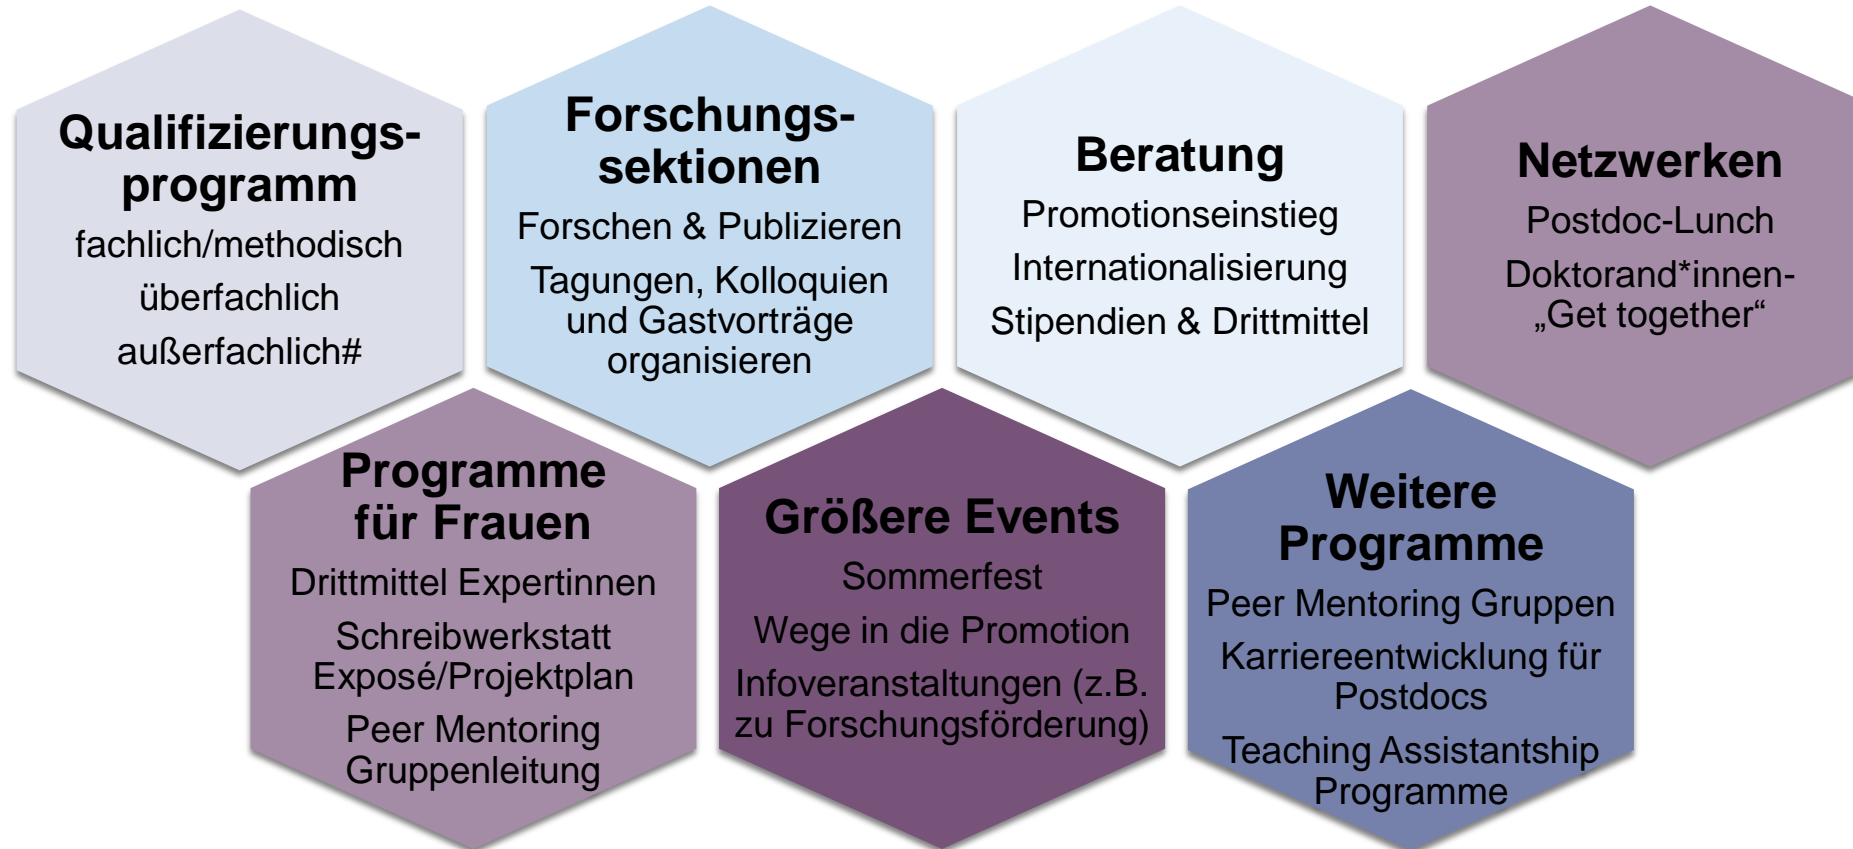 Qualifizierungs-
programm
fachlich/methodisch
überfachlich
außerfachlich#
Forschungs-
sektionen
Forschen & Publizieren
Tagungen, Kolloquien
und Gastvorträge
organisieren
Beratung
Promotionseinstieg
Internationalisierung
Stipendien & Drittmittel
Netzwerken
Postdoc-Lunch
Doktorand*innen-
„Get together“
Programme
für Frauen
Drittmittel Expertinnen
Schreibwerkstatt
Exposé/Projektplan
Peer Mentoring
Gruppenleitung
Größere Events
Sommerfest
Wege in die Promotion
Infoveranstaltungen (z.B.
zu Forschungsförderung)
Weitere
Programme
Peer Mentoring Gruppen
Karriereentwicklung für
Postdocs
Teaching Assistantship
Programme